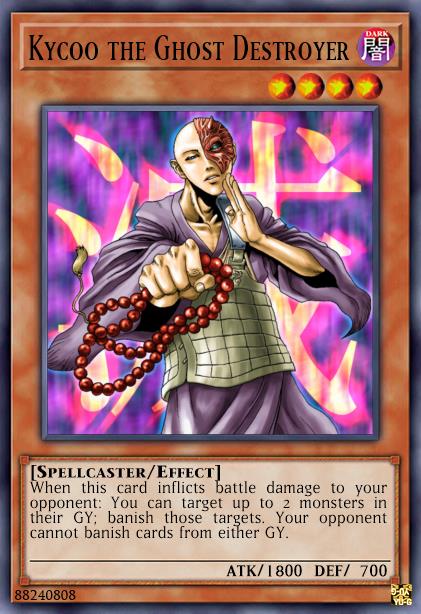 KYCOO THE GHOST DESTROYER
DARK
闇
[SPELLCASTER/EFFECT]
When this card inflicts battle damage to your
opponent: You can target up to 2 monsters in
their GY; banish those targets. Your opponent
cannot banish cards from either GY.
ATK/1800 DEF/ 700
88240808